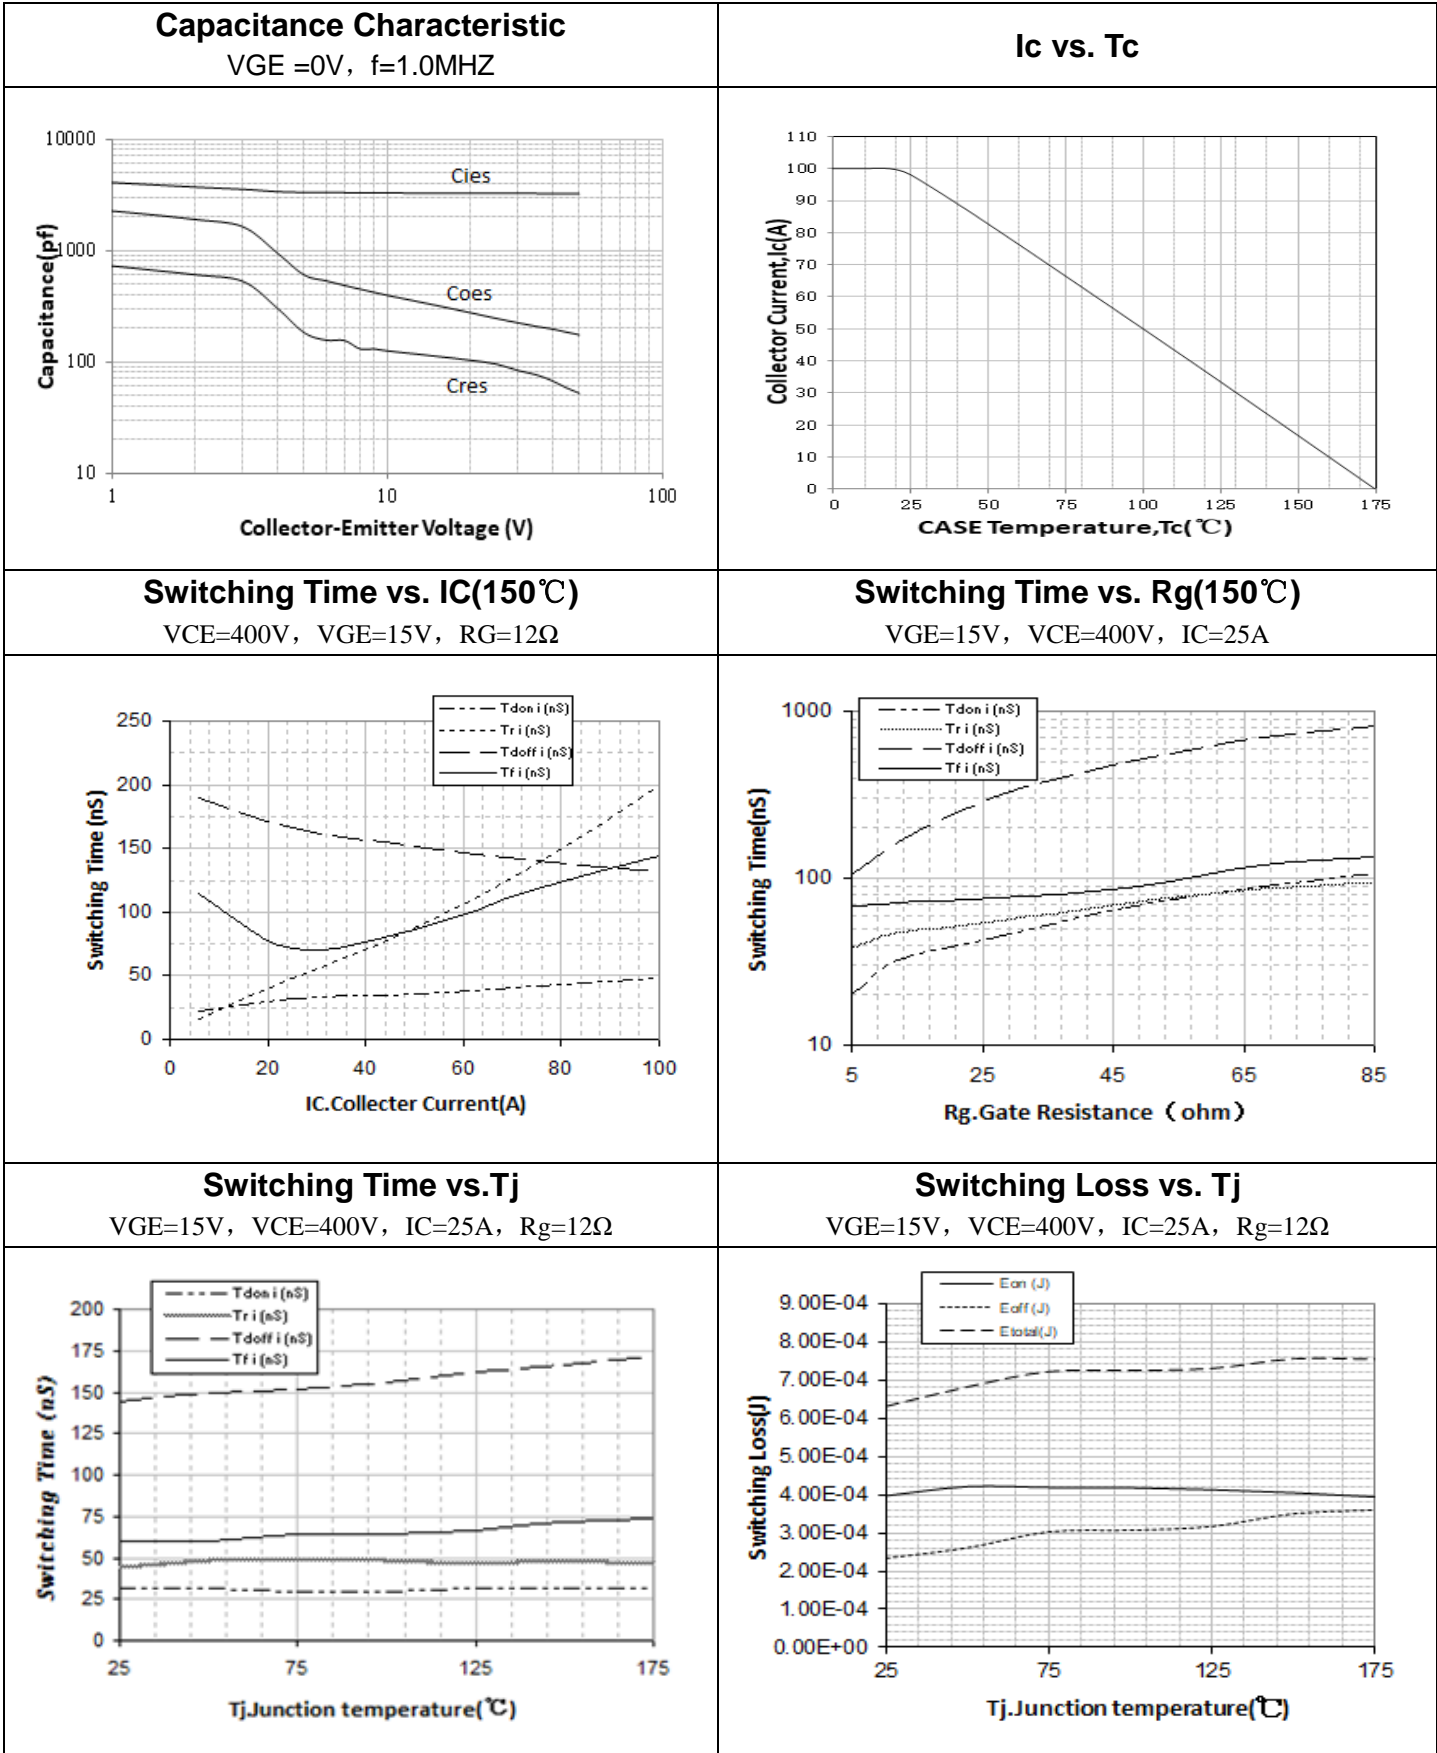 Capacitance Characteristic
VGE =0V，f=1.0MHZ
Ic vs. Tc
10000
1000
100
10
1
10
100
Cies
Coes
Cres
Capacitance(pf)
Collector-Emitter Voltage (V)
110
100
90
80
70
60
50
40
30
20
10
0
0
25
50
75
100
125
150
175
Collector Current,Ic(A)
CASE Temperature,Tc(℃)
Switching Time vs. IC(150℃)
VCE=400V，VGE=15V，RG=12Ω
Switching Time vs. Rg(150℃)
VGE=15V，VCE=400V，IC=25A
Tdoni(nS)
Tri(nS)
Tdoffi(nS)
Tfi(nS)
250
200
150
100
50
0
0
20
40
60
80
100
Switching Time (nS)
IC.Collecter Current(A)
Tdoni(nS)
Tri(nS)
Tdoffi(nS)
Tfi(nS)
1000
100
10
5
25
45
65
85
Switching Time(nS)
Rg.Gate Resistance（ohm）
Switching Time vs.Tj
VGE=15V，VCE=400V，IC=25A，Rg=12Ω
Switching Loss vs. Tj
VGE=15V，VCE=400V，IC=25A，Rg=12Ω
Tdoni(nS)
Tri(nS)
Tdoffi(nS)
Tfi(nS)
200
175
150
125
100
75
50
25
0
25
75
125
175
Switching Time (nS)
Tj.Junction temperature(℃)
Eon (J)
Eoff(J)
Etotal(J)
9.00E-04
8.00E-04
7.00E-04
6.00E-04
5.00E-04
4.00E-04
3.00E-04
2.00E-04
1.00E-04
0.00E+00
25
75
125
175
Switching Loss(J)
Tj.Junction temperature(℃)